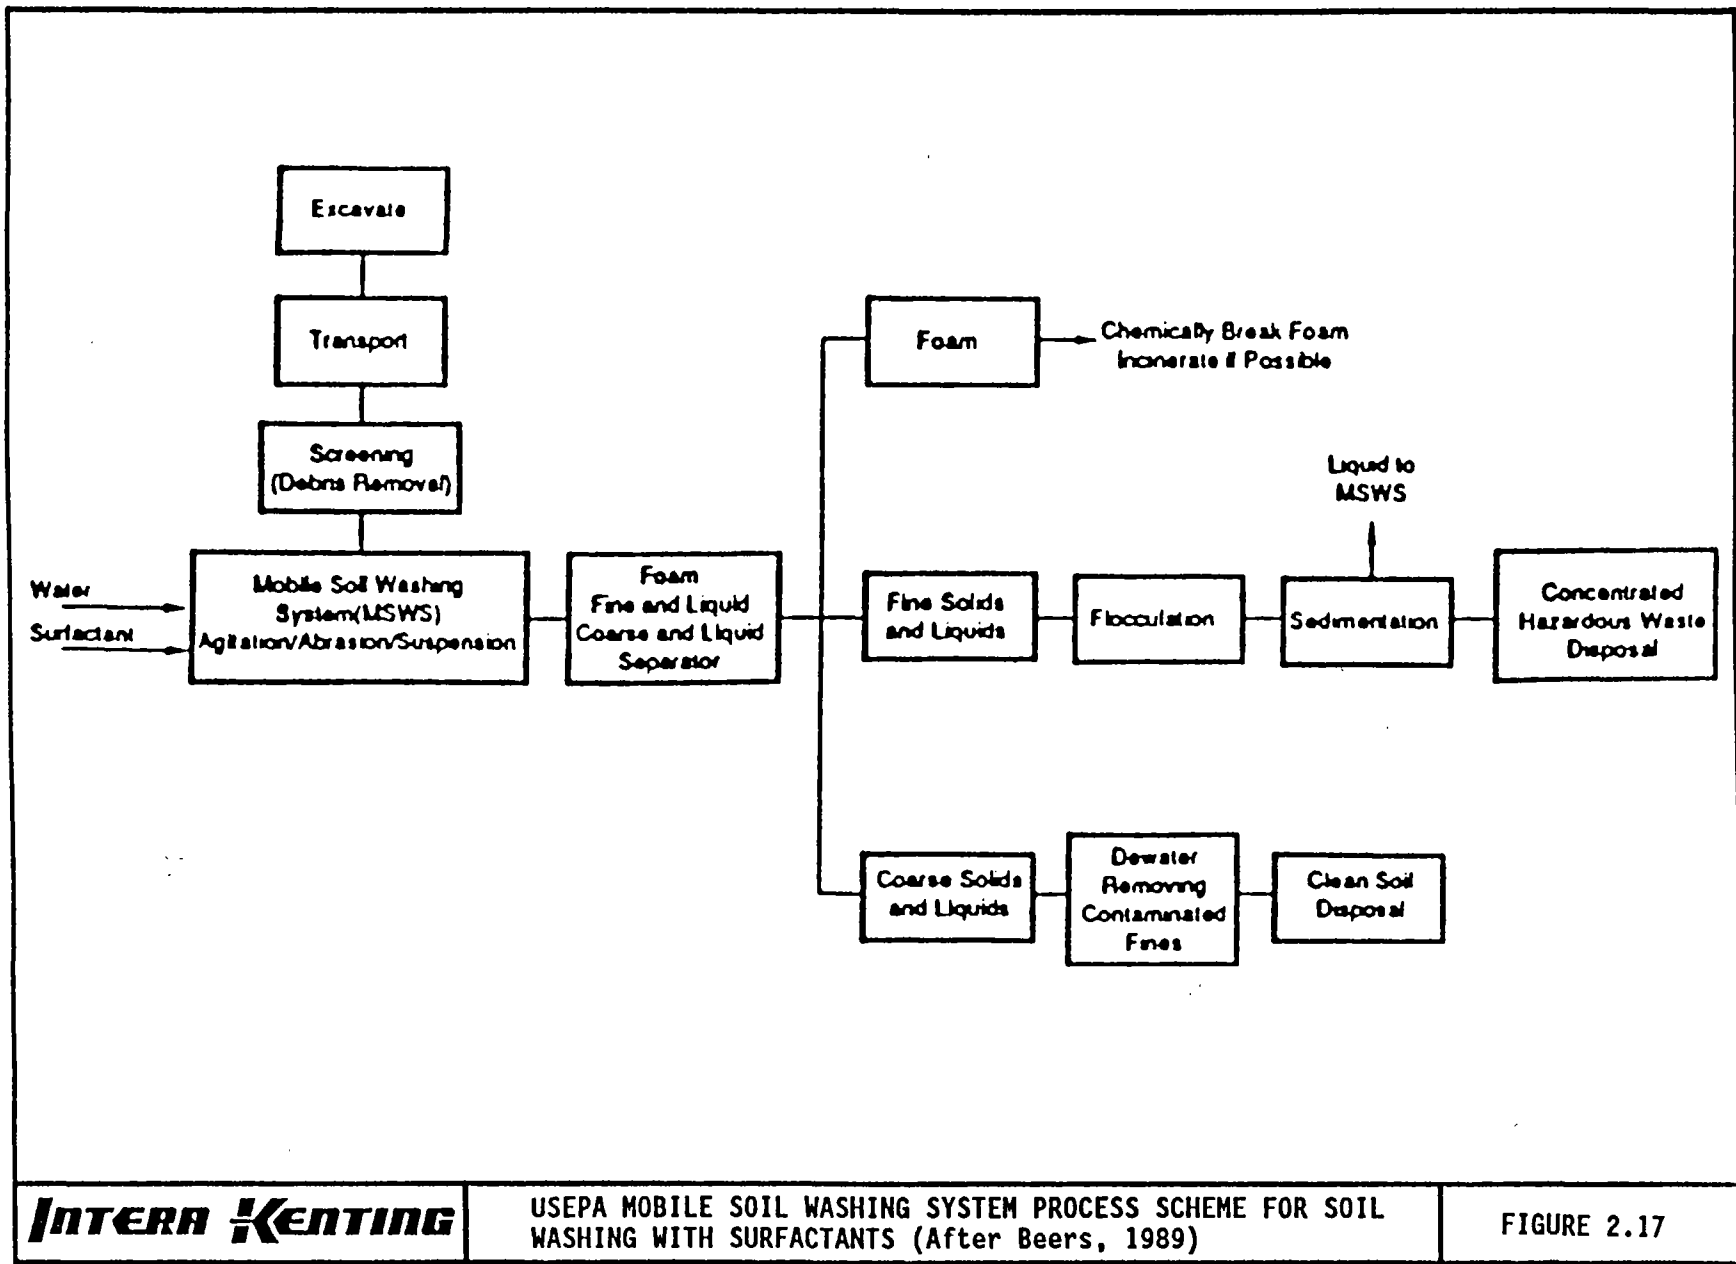 Excavate
Transport
Screening
(Debris Removal)
Water
Surfactant
Mobile Soil Washing
System(MSWS)
Agitation/Abrasion/Suspension
Foam
Fine and Liquid
Coarse and Liquid
Separator
Foam
Chemically Break Foam
Incinerate if Possible
Fine Solids
and Liquids
Flocculation
Liquid to
MSWS
Sedimentation
Concentrated
Hazardous Waste
Disposal
Coarse Solids
and Liquids
Dewater
Removing
Contaminated
Fines
Clean Soil
Disposal
INTERA KENTING
USEPA MOBILE SOIL WASHING SYSTEM PROCESS SCHEME FOR SOIL
WASHING WITH SURFACTANTS (After Beers, 1989)
FIGURE 2.17